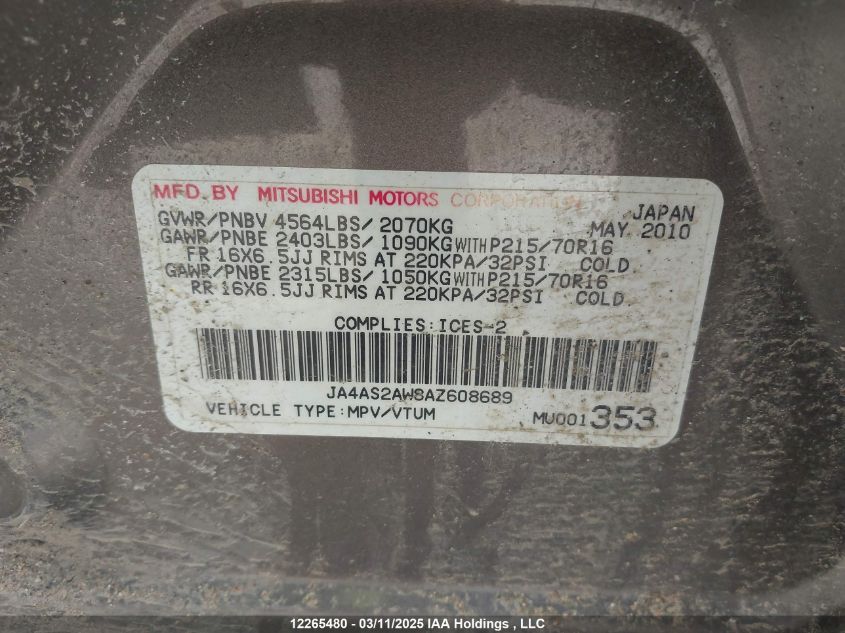 MFD. BY MITSUBISHI MOTORS CORPORATION
JAPAN
GVWR/PNBV 4564LBS/ 2070KG MAY 2010
GAWR/PNBE 2403LBS/ 1090KG WITH P215/70R16
FR 16X6.5JJ RIMS AT 220KPA/32PSI COLD
GAWR/PNBE 2315LBS/ 1050KG WITH P215/70R16
RR 16X6.5JJ RIMS AT 220KPA/32PSI COLD
COMPLIES:ICES-2
JA4AS2AW8AZ608689
VEHICLE TYPE:MPV/VTUM MU001353
12265480 - 03/11/2025 IAA Holdings , LLC